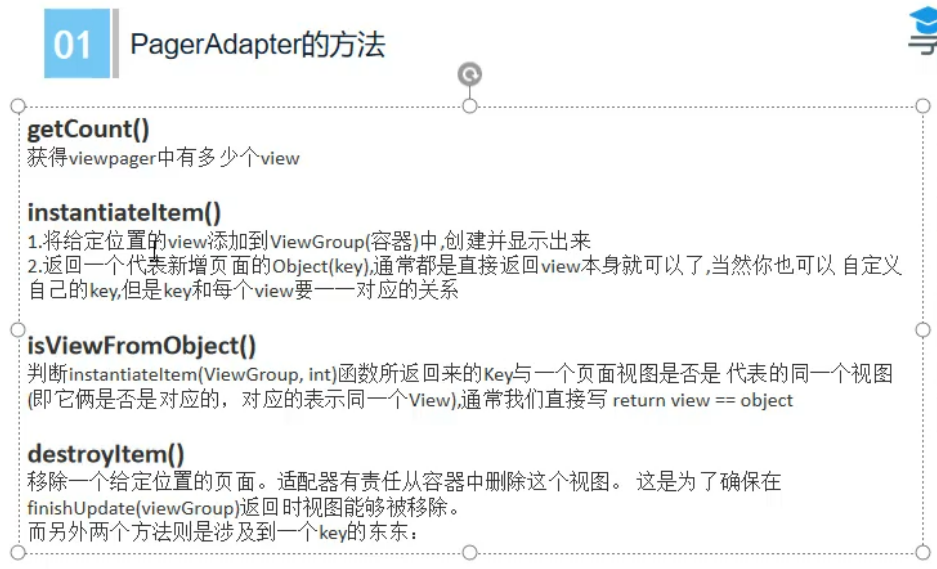 01
PagerAdapter的方法
getCount()
获得viewpager中有多少个view
instantiateItem()
1.将给定位置的view添加到ViewGroup(容器)中,创建并显示出来
2.返回一个代表新增页面的Object(key),通常都是直接返回view本身就可以了,当然你也可以 自定义
自己的key,但是key和每个view要一一对应的关系
isViewFromObject()
判断instantiateItem(ViewGroup, int)函数所返回来的Key与一个页面视图是否是 代表的同一个视图
(即它俩是否是对应的，对应的表示同一个View),通常我们直接写 return view == object
destroyItem()
移除一个给定位置的页面。适配器有责任从容器中删除这个视图。 这是为了确保在
finishUpdate(viewGroup)返回时视图能够被移除。
而另外两个方法则是涉及到一个key的东东：